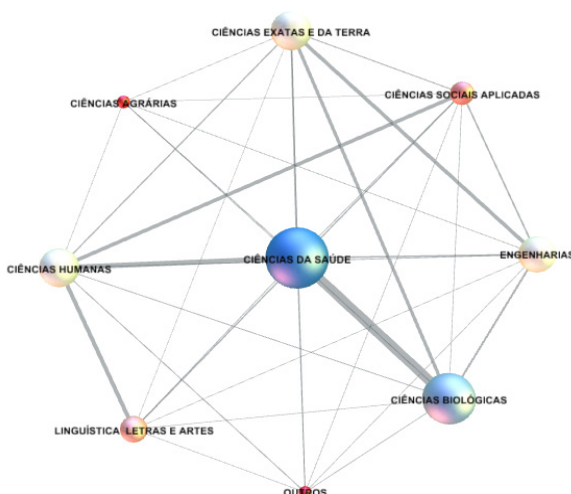 CIÊNCIAS EXATAS E DA TERRA
CIÊNCIAS SOCIAIS APLICADAS
CIÊNCIAS AGRÁRIAS
ENGENHARIAS
CIÊNCIAS DA SAÚDE
CIÊNCIAS HUMANAS
CIÊNCIAS BIOLÓGICAS
LINGUÍSTICA LETRAS E ARTES
OUTROS